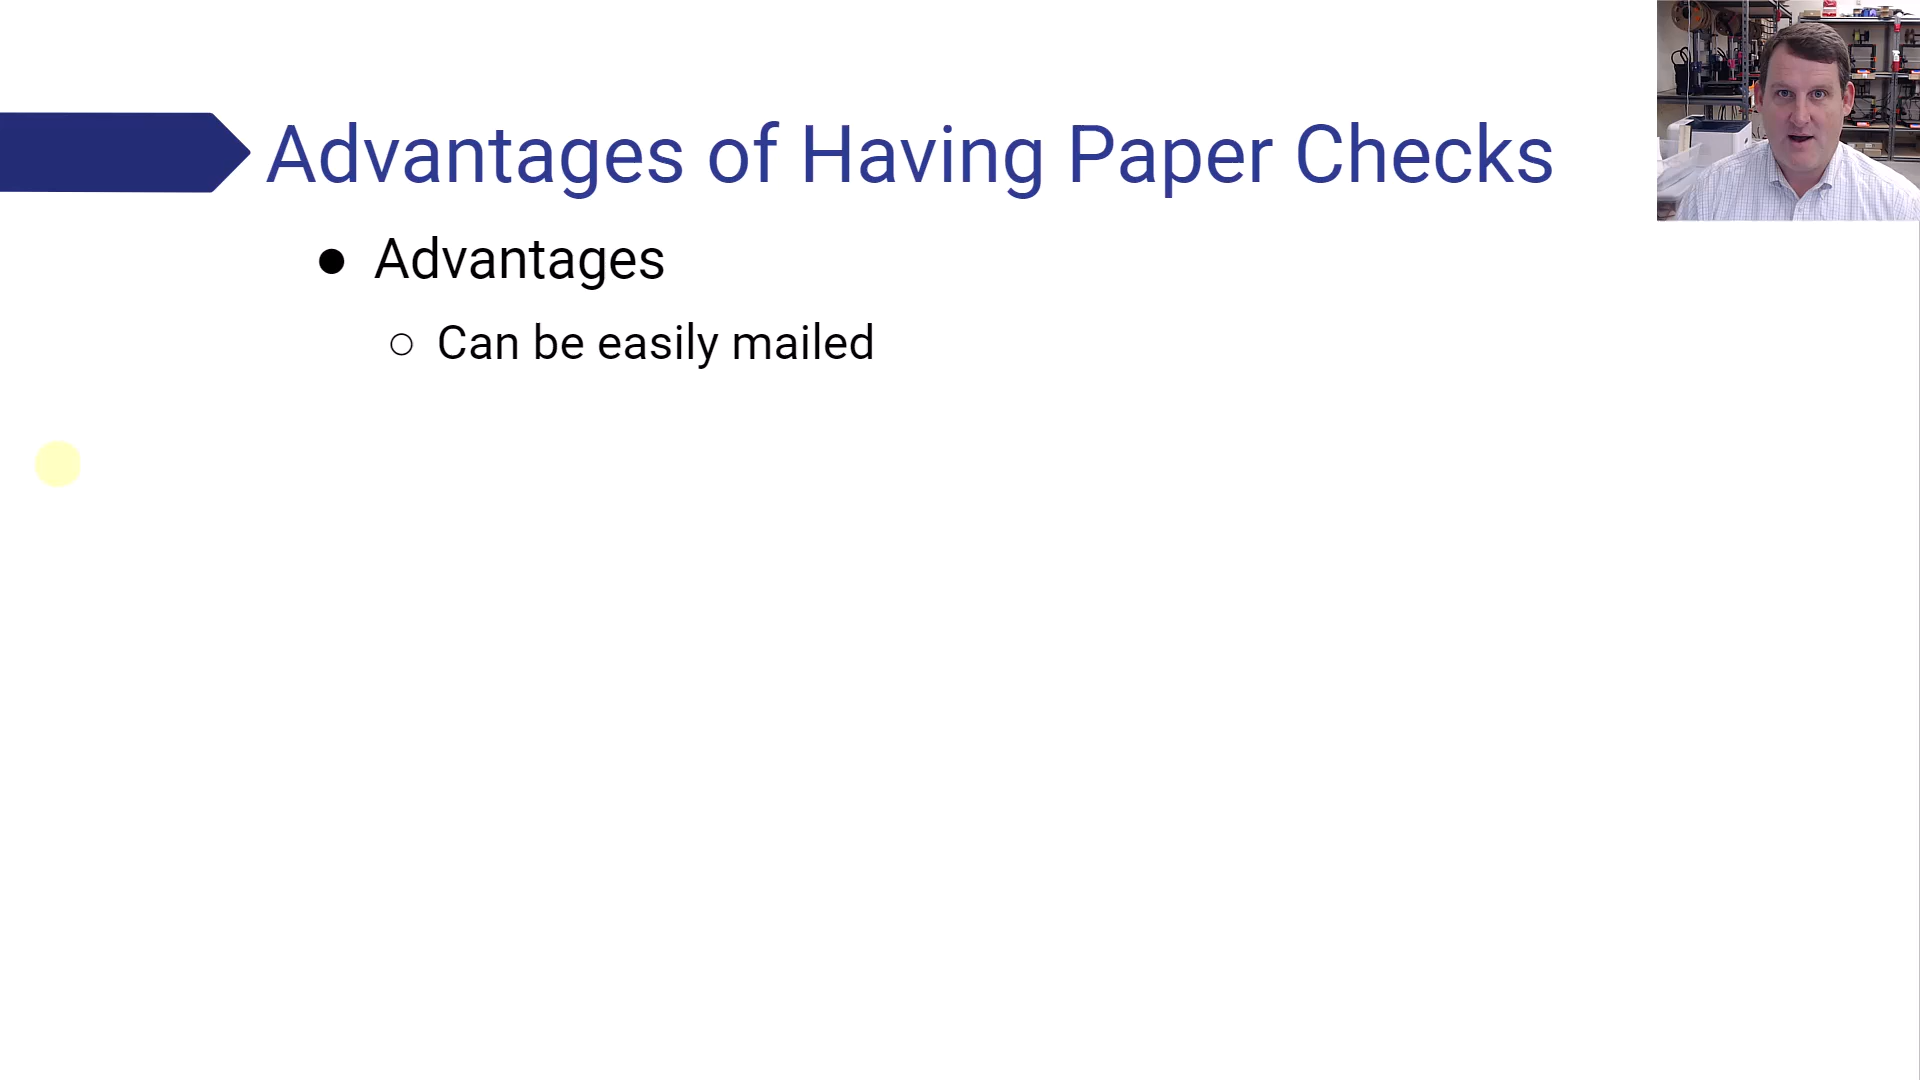 Advantages of Having Paper Checks
● Advantages
○ Can be easily mailed